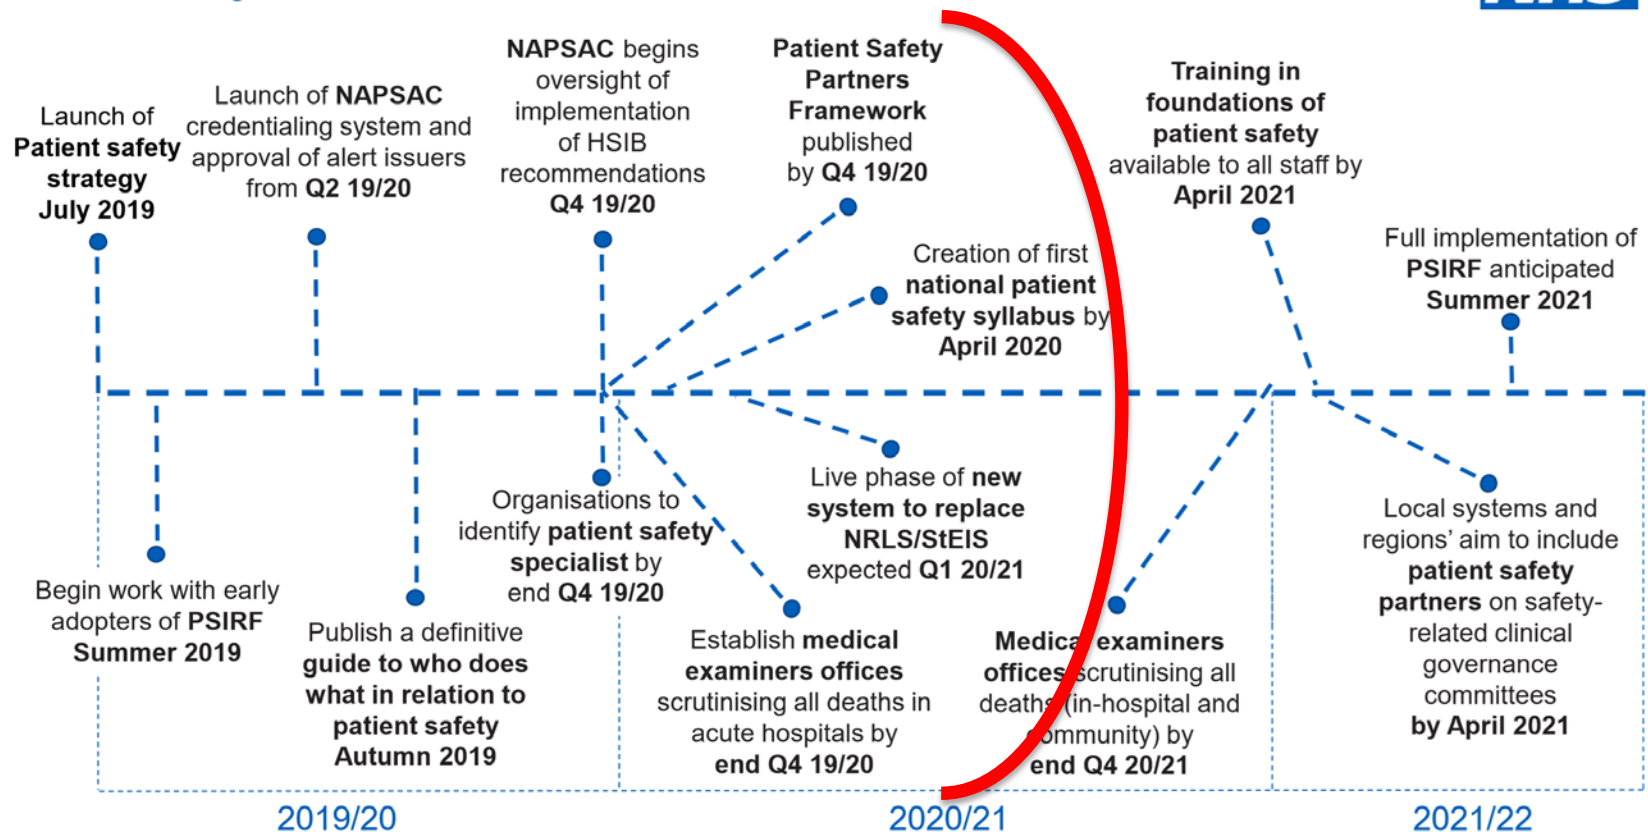 NHS
Launch of
Patient safety
strategy
July 2019
Launch of NAPSAC
credentialing system and
approval of alert issuers
from Q2 19/20
NAPSAC begins
oversight of
implementation
of HSIB
recommendations
Q4 19/20
Patient Safety
Partners
Framework
published
by Q4 19/20
Creation of first
national patient
safety syllabus by
April 2020
Training in
foundations of
patient safety
available to all staff by
April 2021
Full implementation of
PSIRF anticipated
Summer 2021
Begin work with early
adopters of PSIRF
Summer 2019
Publish a definitive
guide to who does
what in relation to
patient safety
Autumn 2019
Organisations to
identify patient safety
specialist by
end Q4 19/20
Establish medical
examiners offices
scrutinising all deaths in
acute hospitals by
end Q4 19/20
Live phase of new
system to replace
NRLS/StEIS
expected Q1 20/21
Medical examiners
offices scrutinising all
deaths (in-hospital and
community) by
end Q4 20/21
Local systems and
regions' aim to include
patient safety
partners on safety-
related clinical
governance
committees
by April 2021
2019/20
2020/21
2021/22